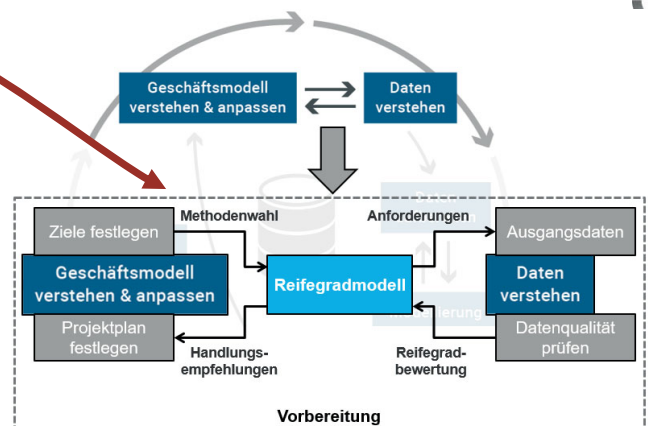 Geschäftsmodell
verstehen & anpassen
Daten
verstehen
Methodenwahl
Anforderungen
Ziele festlegen
Ausgangsdaten
Geschäftsmodell
verstehen & anpassen
Reifegradmodell
Daten
verstehen
Projektplan
festlegen
Datenqualität
prüfen
Handlungs-
empfehlungen
Reifegrad-
bewertung
Vorbereitung